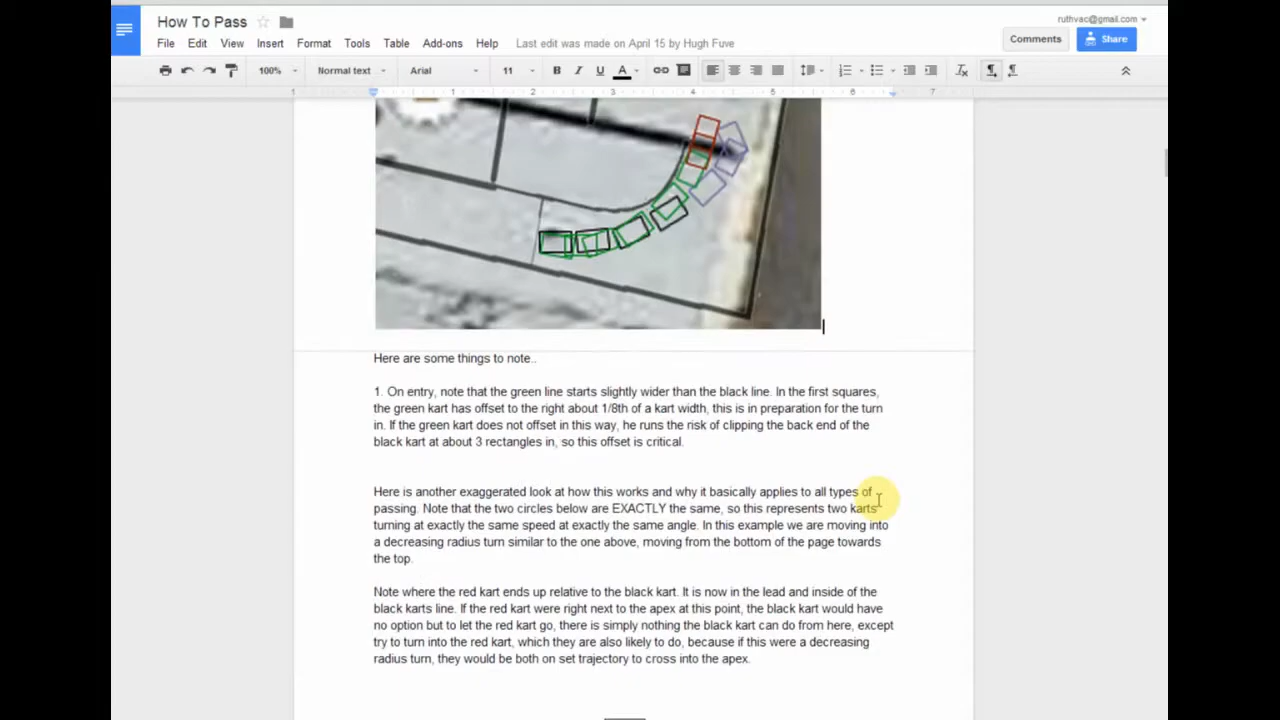 How To Pass
ruthvac@gmail.com
File Edit View Insert Format Tools Table Add-ons Help Last edit was made on April 15 by Hugh Fuve
Comments
Share
100% Normal text Arial 11 B I U A
1 1 2 3 4 5 6 7
Here are some things to note..
1. On entry, note that the green line starts slightly wider than the black line. In the first squares,
the green kart has offset to the right about 1/8th of a kart width, this is in preparation for the turn
in. If the green kart does not offset in this way, he runs the risk of clipping the back end of the
black kart at about 3 rectangles in, so this offset is critical.
Here is another exaggerated look at how this works and why it basically applies to all types of
passing. Note that the two circles below are EXACTLY the same, so this represents two karts
turning at exactly the same speed at exactly the same angle. In this example we are moving into
a decreasing radius turn similar to the one above, moving from the bottom of the page towards
the top.
Note where the red kart ends up relative to the black kart. It is now in the lead and inside of the
black karts line. If the red kart were right next to the apex at this point, the black kart would have
no option but to let the red kart go, there is simply nothing the black kart can do from here, except
try to turn into the red kart, which they are also likely to do, because if this were a decreasing
radius turn, they would be both on set trajectory to cross into the apex.